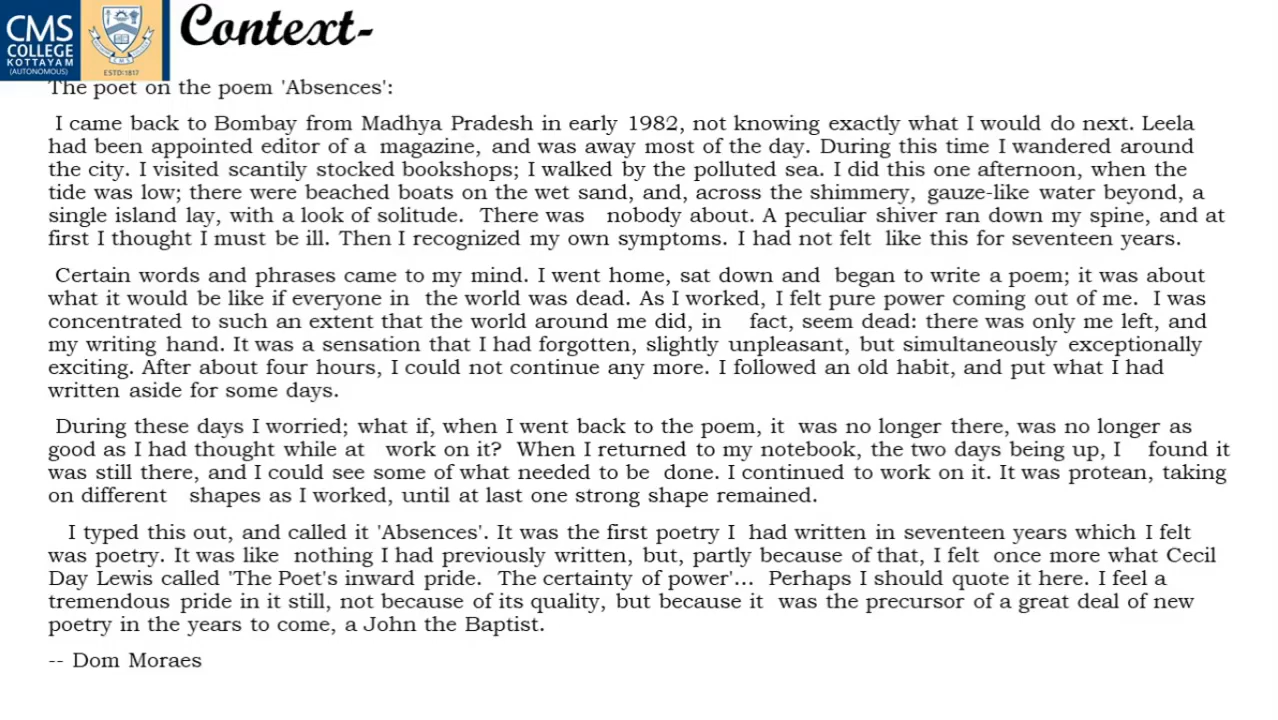 CMS
COLLEGE
KOTTAYAM
(AUTONOMOUS)
ESTD:1817
Context-
The poet on the poem 'Absences':
I came back to Bombay from Madhya Pradesh in early 1982, not knowing exactly what I would do next. Leela
had been appointed editor of a magazine, and was away most of the day. During this time I wandered around
the city. I visited scantily stocked bookshops; I walked by the polluted sea. I did this one afternoon, when the
tide was low; there were beached boats on the wet sand, and, across the shimmery, gauze-like water beyond, a
single island lay, with a look of solitude. There was nobody about. A peculiar shiver ran down my spine, and at
first I thought I must be ill. Then I recognized my own symptoms. I had not felt like this for seventeen years.
Certain words and phrases came to my mind. I went home, sat down and began to write a poem; it was about
what it would be like if everyone in the world was dead. As I worked, I felt pure power coming out of me. I was
concentrated to such an extent that the world around me did, in fact, seem dead: there was only me left, and
my writing hand. It was a sensation that I had forgotten, slightly unpleasant, but simultaneously exceptionally
exciting. After about four hours, I could not continue any more. I followed an old habit, and put what I had
written aside for some days.
During these days I worried; what if, when I went back to the poem, it was no longer there, was no longer as
good as I had thought while at work on it? When I returned to my notebook, the two days being up, I found it
was still there, and I could see some of what needed to be done. I continued to work on it. It was protean, taking
on different shapes as I worked, until at last one strong shape remained.
I typed this out, and called it 'Absences'. It was the first poetry I had written in seventeen years which I felt
was poetry. It was like nothing I had previously written, but, partly because of that, I felt once more what Cecil
Day Lewis called 'The Poet's inward pride. The certainty of power'... Perhaps I should quote it here. I feel a
tremendous pride in it still, not because of its quality, but because it was the precursor of a great deal of new
poetry in the years to come, a John the Baptist.
-- Dom Moraes